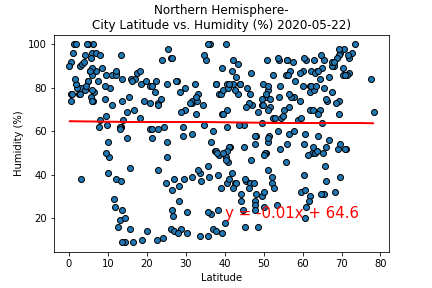 Northern Hemisphere-
City Latitude vs. Humidity (%) 2020-05-22)
Humidity (%)
100
80
60
40
20
y = -0.01x + 64.6
0 10 20 30 40 50 60 70 80
Latitude